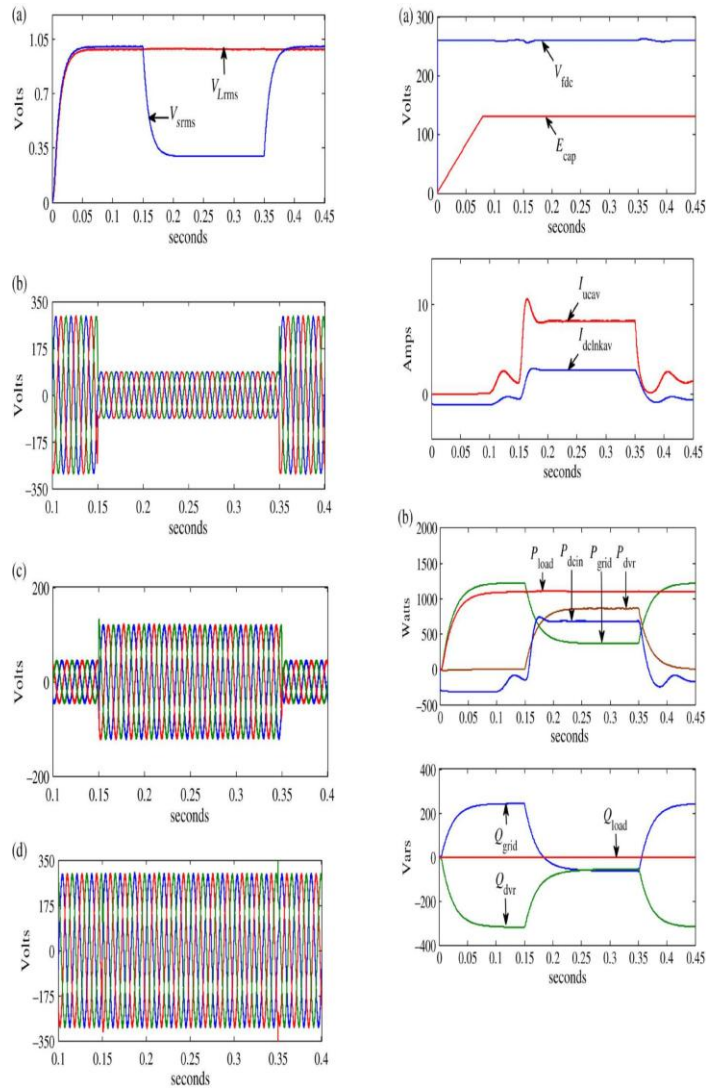 (a)
1.05
0.7
0.35
0
Volts
V_Lrms
V_srms
0 0.05 0.1 0.15 0.2 0.25 0.3 0.35 0.4 0.45
seconds
(b)
350
175
0
−175
−350
Volts
0.1 0.15 0.2 0.25 0.3 0.35 0.4
seconds
(c)
200
0
−200
Volts
0.1 0.15 0.2 0.25 0.3 0.35 0.4
seconds
(d)
350
175
0
−175
−350
Volts
0.1 0.15 0.2 0.25 0.3 0.35 0.4
seconds
(a)
300
200
100
0
Volts
V_fdc
E_cap
0 0.05 0.1 0.15 0.2 0.25 0.3 0.35 0.4 0.45
seconds
10
0
Amps
I_ucav
I_dclnkav
0 0.05 0.1 0.15 0.2 0.25 0.3 0.35 0.4 0.45
seconds
(b)
2000
1500
1000
500
0
−500
Watts
P_load P_dcin P_grid P_dvr
0 0.05 0.1 0.15 0.2 0.25 0.3 0.35 0.4 0.45
seconds
400
200
0
−200
−400
Vars
Q_grid
Q_load
Q_dvr
0 0.05 0.1 0.15 0.2 0.25 0.3 0.35 0.4 0.45
seconds